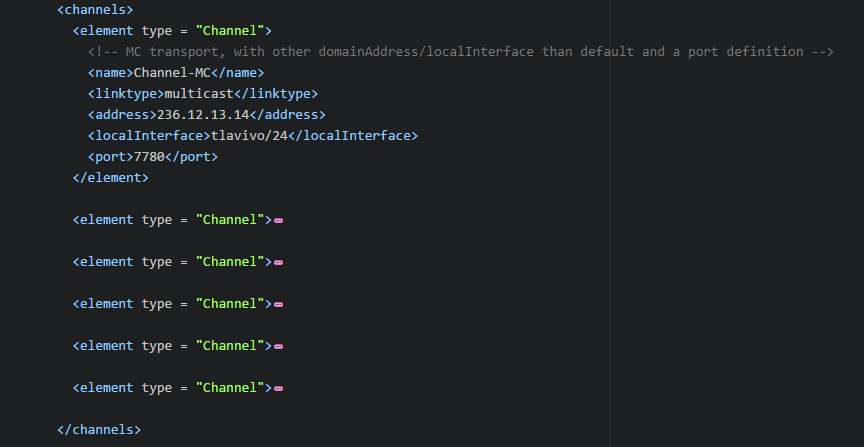 <channels>
<element type = "Channel">
<!-- MC transport, with other domainAddress/localInterface than default and a port definition -->
<name>Channel-MC</name>
<linktype>multicast</linktype>
<address>236.12.13.14</address>
<localInterface>tlavivo/24</localInterface>
<port>7780</port>
</element>
<element type = "Channel">
<element type = "Channel">
<element type = "Channel">
<element type = "Channel">
<element type = "Channel">
</channels>